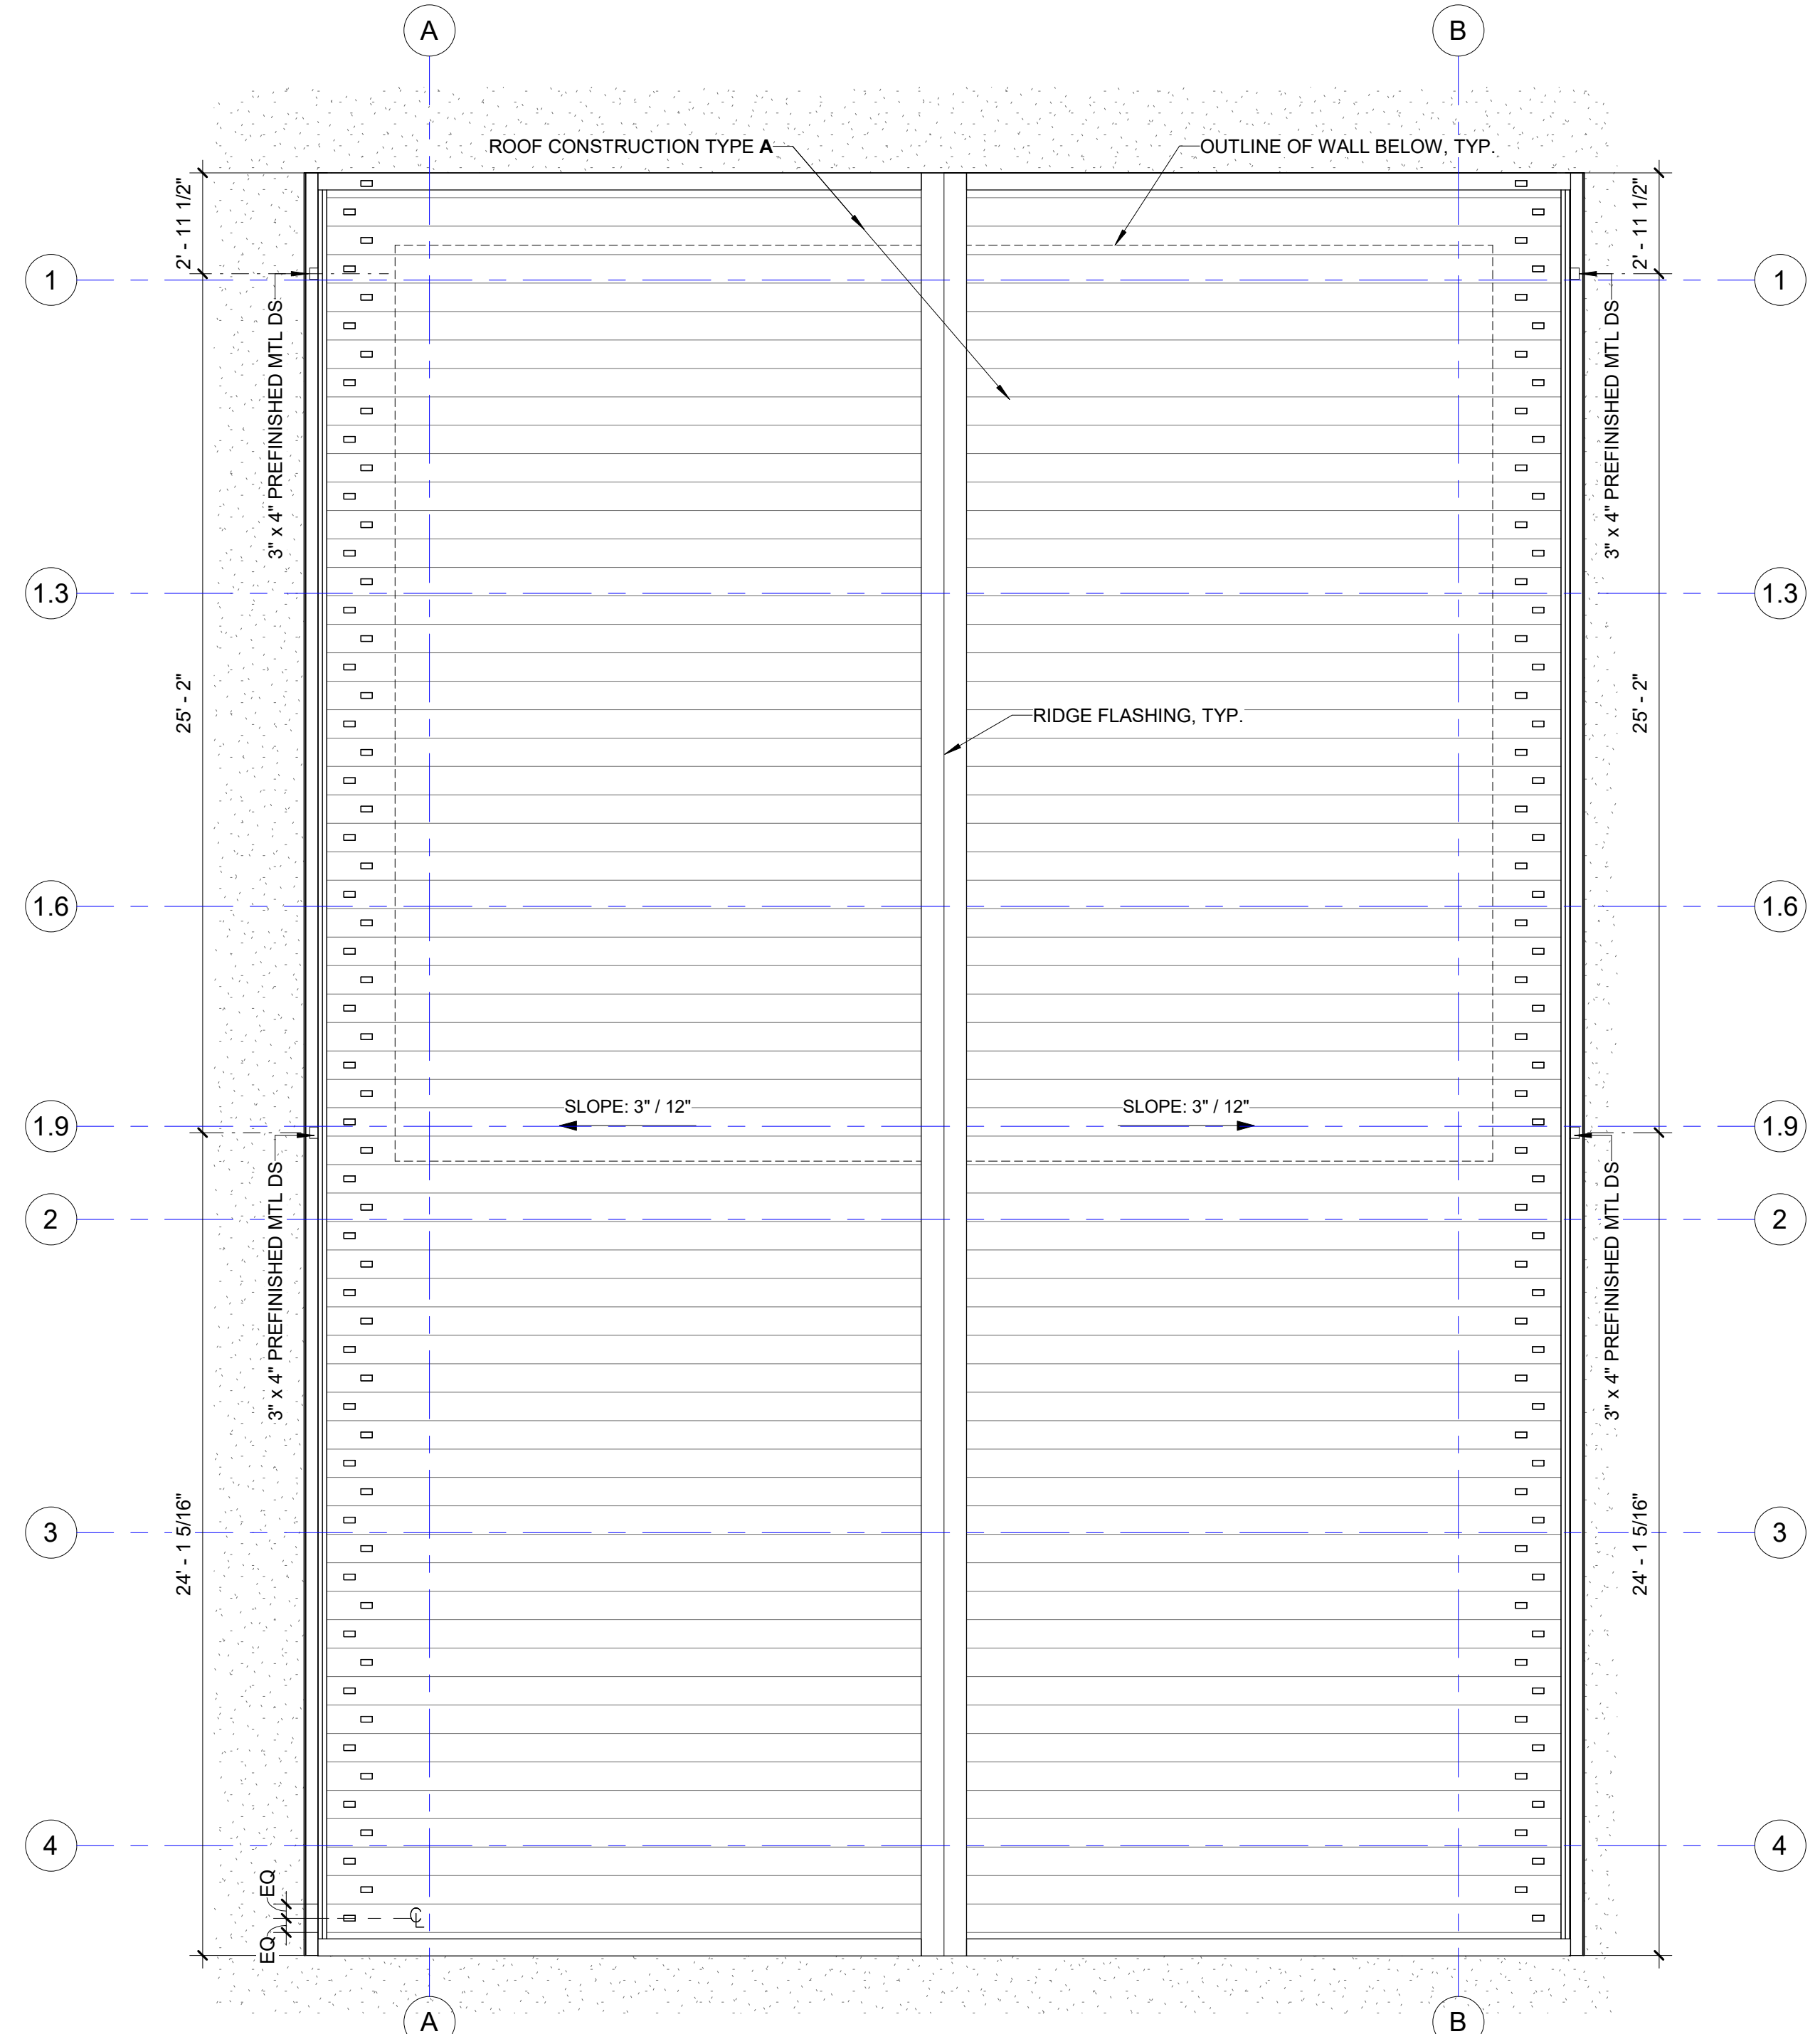 A
B
ROOF CONSTRUCTION TYPE A
OUTLINE OF WALL BELOW, TYP.
2' - 11 1/2"
2' - 11 1/2"
1
1
3" x 4" PREFINISHED MTL DS
3" x 4" PREFINISHED MTL DS
1.3
1.3
25' - 2"
25' - 2"
RIDGE FLASHING, TYP.
1.6
1.6
SLOPE: 3" / 12"
SLOPE: 3" / 12"
1.9
1.9
3" x 4" PREFINISHED MTL DS
3" x 4" PREFINISHED MTL DS
2
2
24' - 1 5/16"
24' - 1 5/16"
3
3
4
4
EQ
℄
EQ
A
B